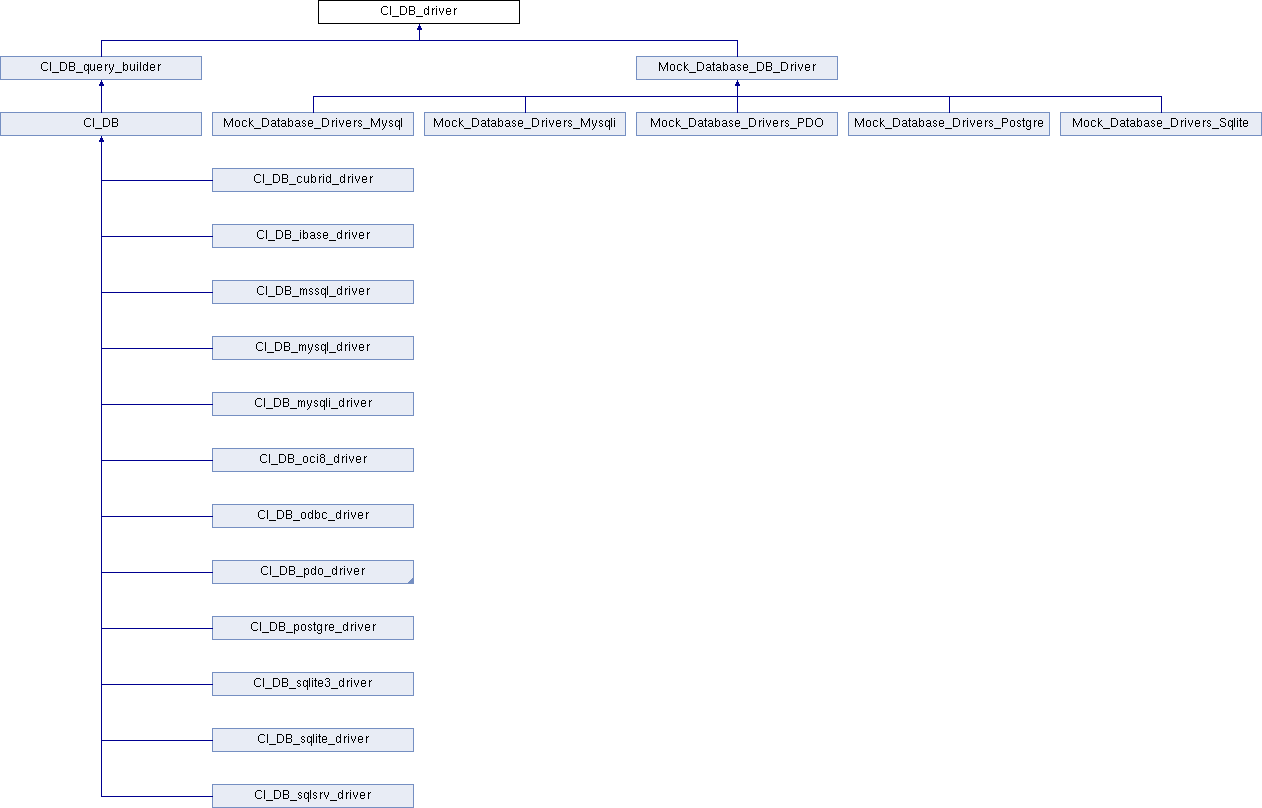 CI_DB_driver
CI_DB_query_builder
Mock_Database_DB_Driver
CI_DB
Mock_Database_Drivers_Mysql
Mock_Database_Drivers_Mysqli
Mock_Database_Drivers_PDO
Mock_Database_Drivers_Postgre
Mock_Database_Drivers_Sqlite
CI_DB_cubrid_driver
CI_DB_ibase_driver
CI_DB_mssql_driver
CI_DB_mysql_driver
CI_DB_mysqli_driver
CI_DB_oci8_driver
CI_DB_odbc_driver
CI_DB_pdo_driver
CI_DB_postgre_driver
CI_DB_sqlite3_driver
CI_DB_sqlite_driver
CI_DB_sqlsrv_driver